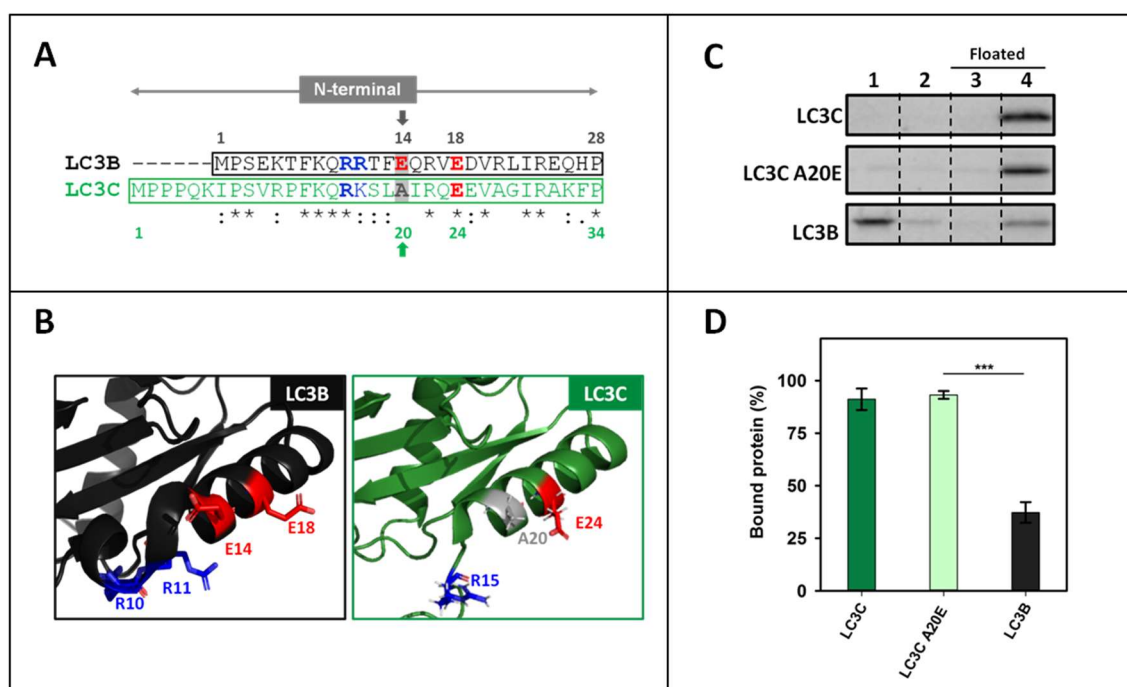 A
N-terminal
1 14 18 28
LC3B ------MPSEKTFKQRRTFEQRVEDVRLIREQHP
LC3C MPPPQKIPSVRPFKQRKSLAIRQEEVAGIRAKFP
:** : ****:::  * *:*  ** :.*
1 20 24 34
B
LC3B
E18
E14
R11
R10
LC3C
E24
A20
R15
C
Floated
1 2 3 4
LC3C
LC3C A20E
LC3B
D
Bound protein (%)
100
75
50
25
0
***
LC3C
LC3C A20E
LC3B